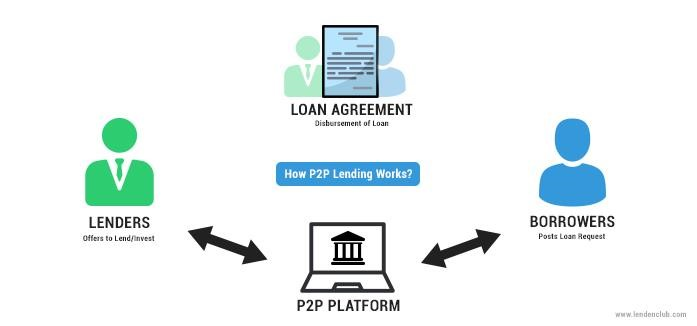 LOAN AGREEMENT
Disbursement of Loan
How P2P Lending Works?
LENDERS
Offers to Lend/Invest
BORROWERS
Posts Loan Request
P2P PLATFORM
www.lendenclub.com